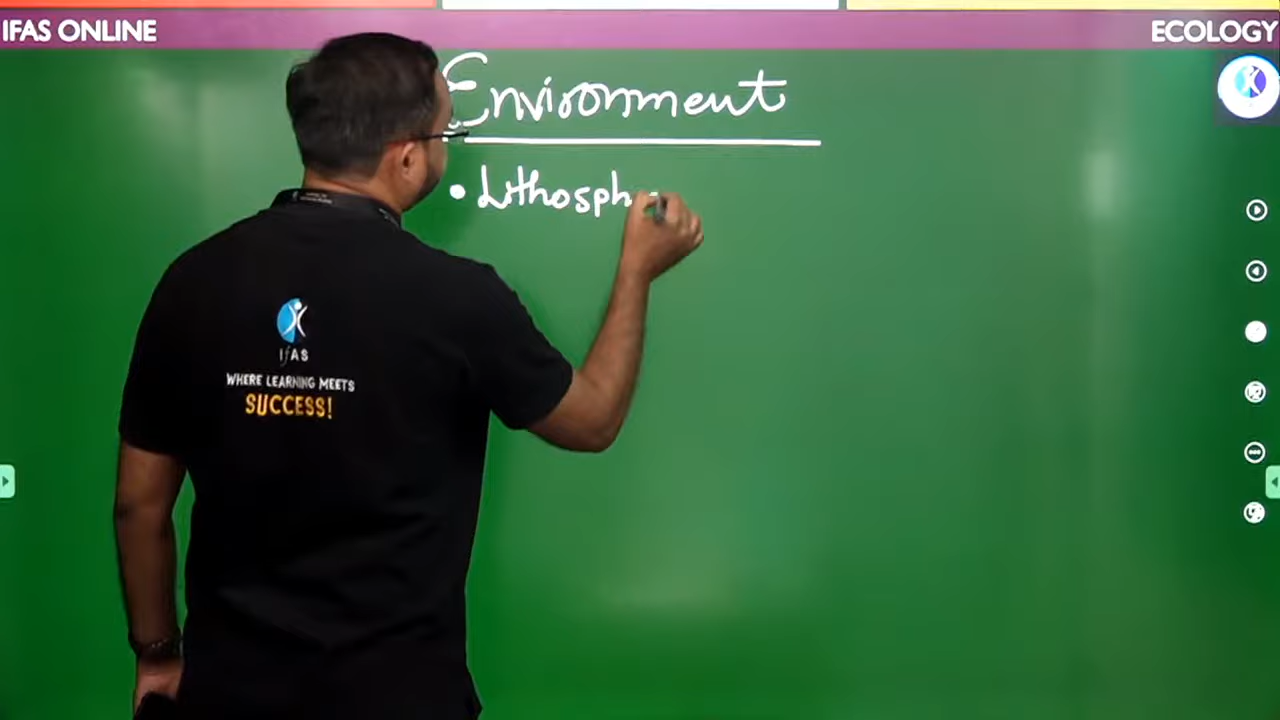 IFAS ONLINE
ECOLOGY
Environment
• Lithosph
IFAS
WHERE LEARNING MEETS
SUCCESS!